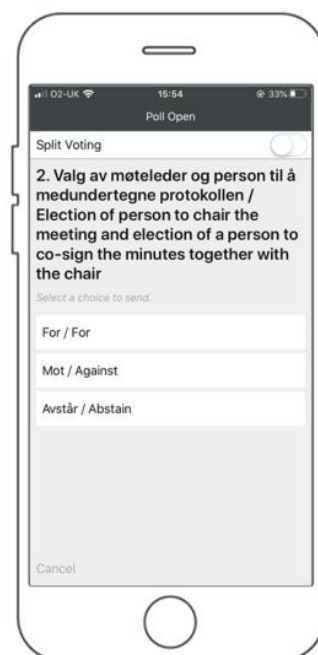 O2-UK 15:54 33%
Poll Open
Split Voting
2. Valg av møteleder og person til å
medundertegne protokollen /
Election of person to chair the
meeting and election of a person to
co-sign the minutes together with
the chair
Select a choice to send.
For / For
Mot / Against
Avstår / Abstain
Cancel